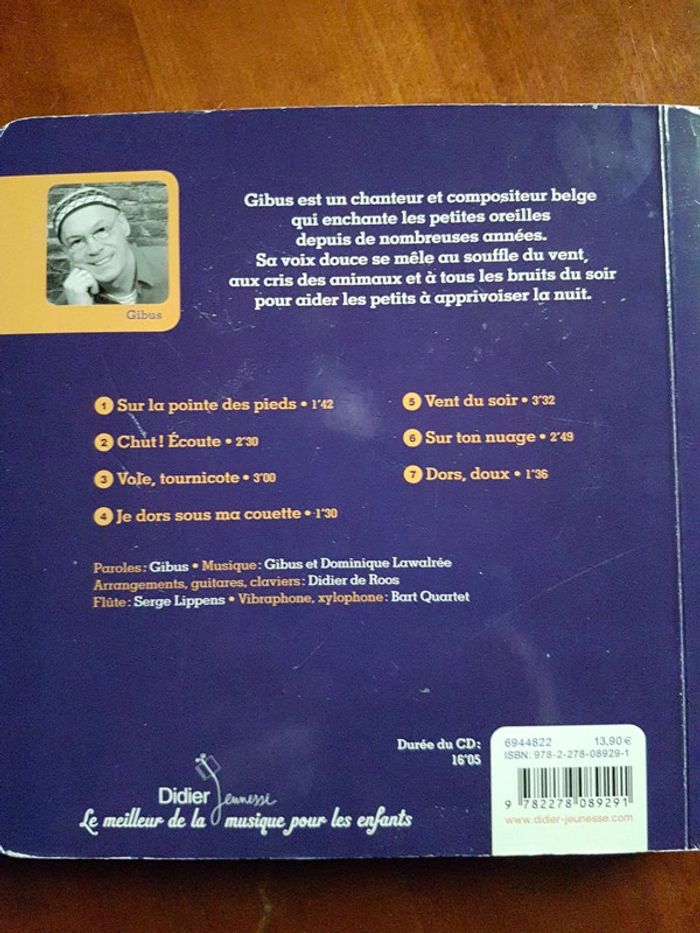 Gibus est un chanteur et compositeur belge
qui enchante les petites oreilles
depuis de nombreuses années.
Sa voix douce se mêle au souffle du vent,
aux cris des animaux et à tous les bruits du soir
pour aider les petits à apprivoiser la nuit.
Gibus
1 Sur la pointe des pieds • 1'42
2 Chut ! Écoute • 2'30
3 Vole, tournicote • 3'00
4 Je dors sous ma couette • 1'30
5 Vent du soir • 3'32
6 Sur ton nuage • 2'49
7 Dors, doux • 1'36
Paroles : Gibus • Musique : Gibus et Dominique Lawalrée
Arrangements, guitares, claviers : Didier de Roos
Flûte : Serge Lippens • Vibraphone, xylophone : Bart Quartet
Durée du CD :
16'05
6944822 13,90 €
ISBN: 978-2-278-08929-1
9 782278 089291
www.didier-jeunesse.com
Didier Jeunesse
Le meilleur de la musique pour les enfants